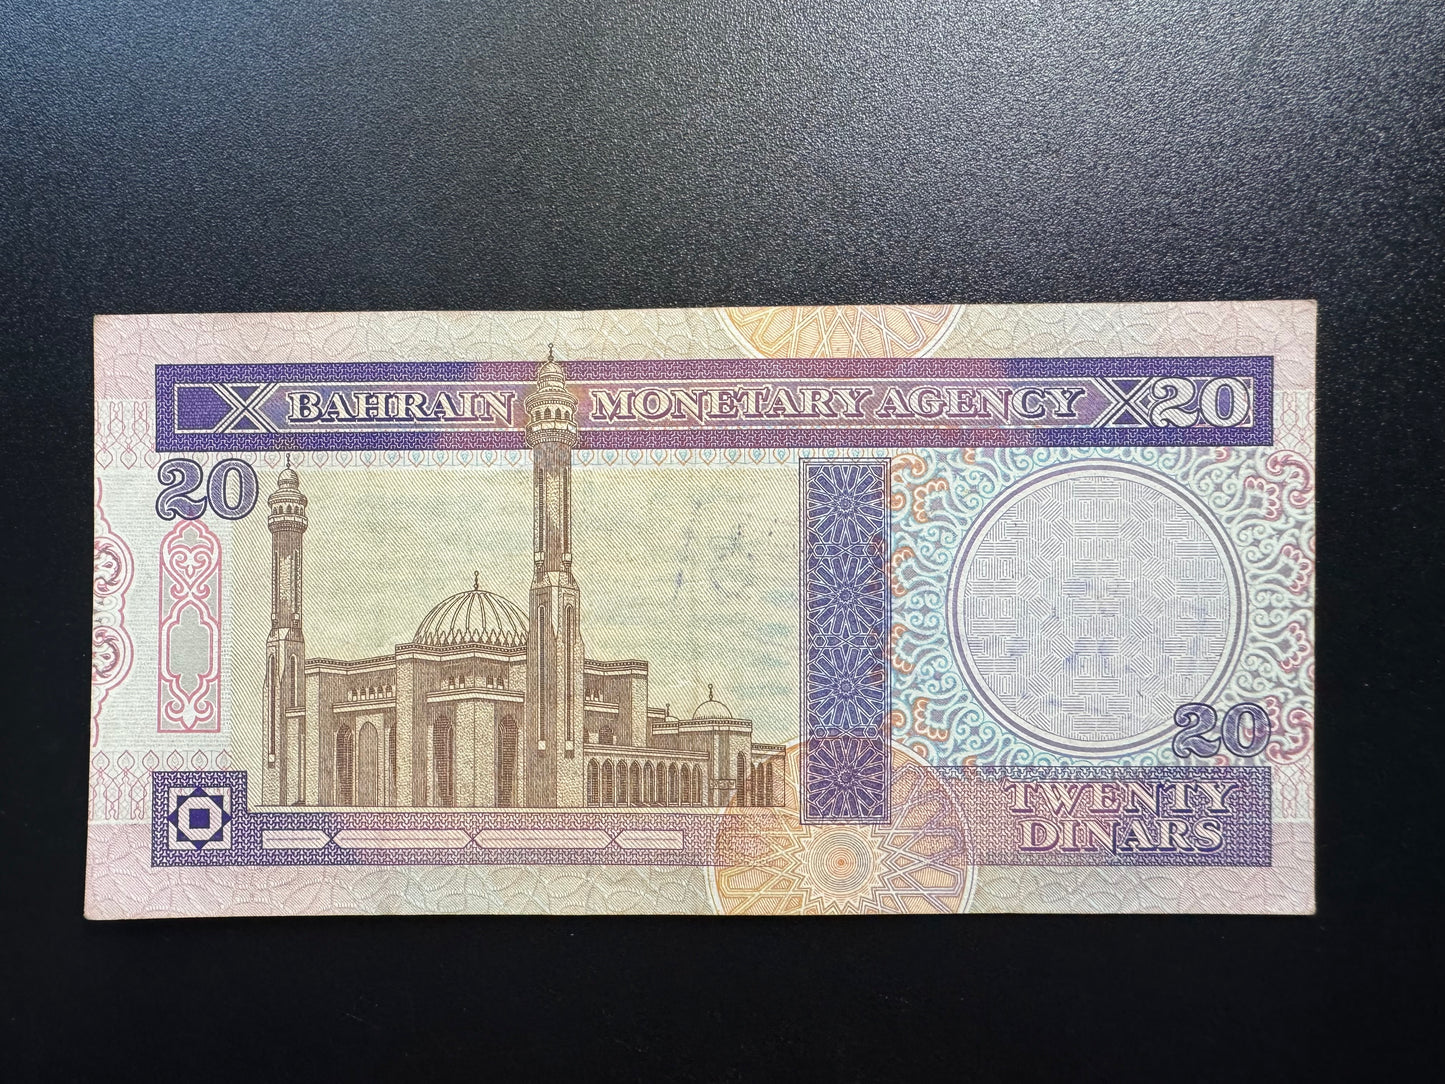 BAHRAIN MONETARY AGENCY 20
20
20
TWENTY
DINARS